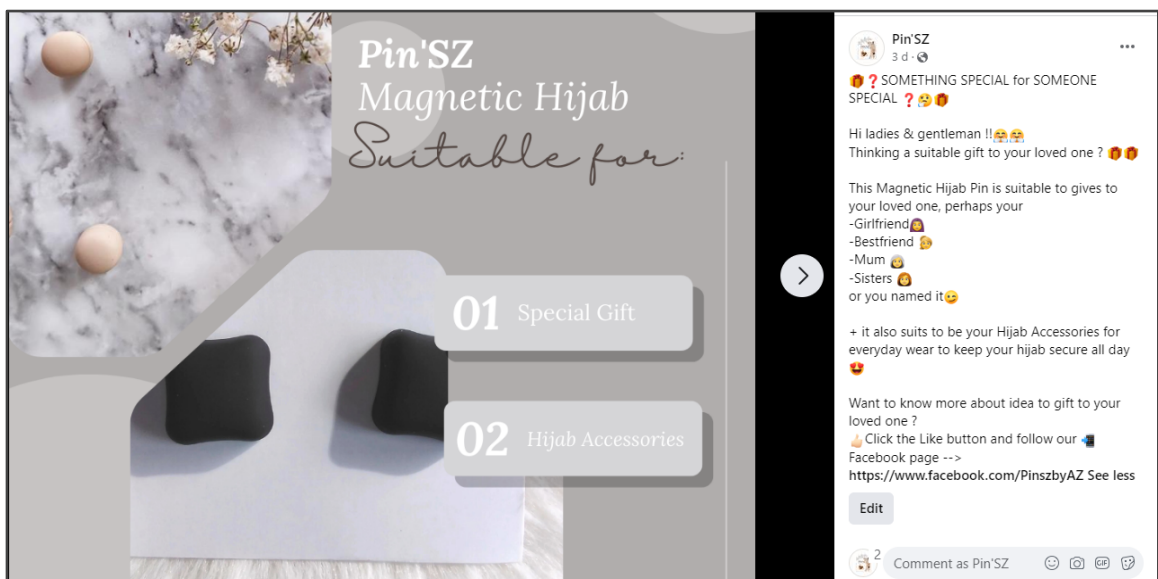 Pin'SZ
Magnetic Hijab
Suitable for:
01 Special Gift
02 Hijab Accessories
Pin'SZ
3 d ·
🎁❓SOMETHING SPECIAL for SOMEONE
SPECIAL ❓🤔🎁
Hi ladies & gentleman !!🤗🤗
Thinking a suitable gift to your loved one ? 🎁🎁
This Magnetic Hijab Pin is suitable to gives to
your loved one, perhaps your
-Girlfriend🧕
-Bestfriend
-Mum
-Sisters 👩
or you named it😉
+ it also suits to be your Hijab Accessories for
everyday wear to keep your hijab secure all day
😍
Want to know more about idea to gift to your
loved one ?
👍Click the Like button and follow our 📲
Facebook page -->
https://www.facebook.com/PinszbyAZ See less
Edit
2
Comment as Pin'SZ
GIF